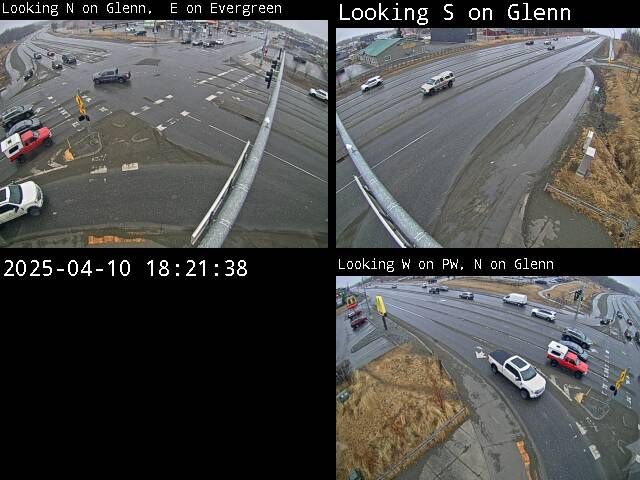 Looking N on Glenn,  E on Evergreen
Looking S on Glenn
2025-04-10 18:21:38
Looking W on PW, N on Glenn